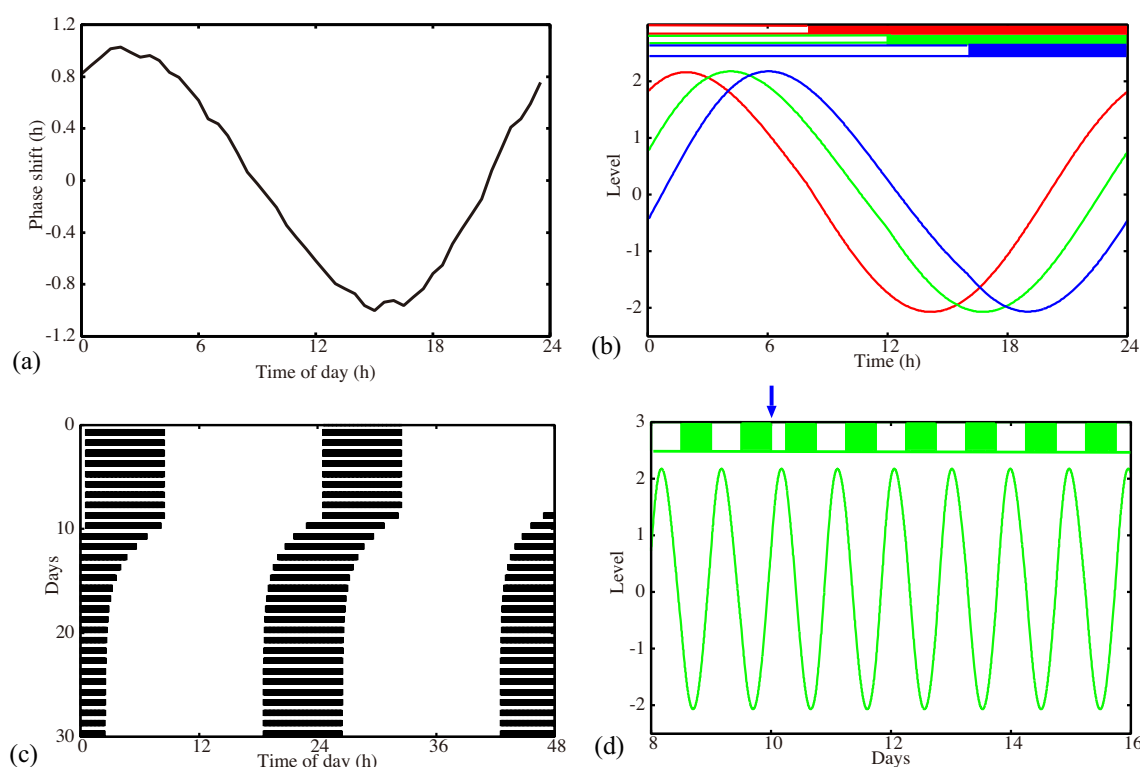 1.2
0.8
0.4
0
-0.4
-0.8
-1.2
Phase shift (h)
0 6 12 18 24
Time of day (h)
(a)
2
1
0
-1
-2
Level
0 6 12 18 24
Time (h)
(b)
0
10
20
30
Days
0 12 24 36 48
Time of day (h)
(c)
3
2
1
0
-1
-2
Level
8 10 12 14 16
Days
(d)